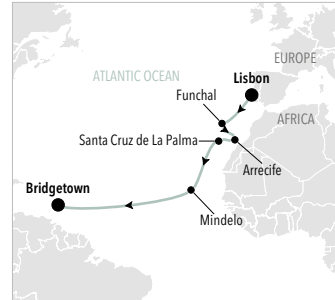 EUROPE
ATLANTIC OCEAN
Lisbon
Funchal
AFRICA
Santa Cruz de La Palma
Arrecife
Bridgetown
Mindelo